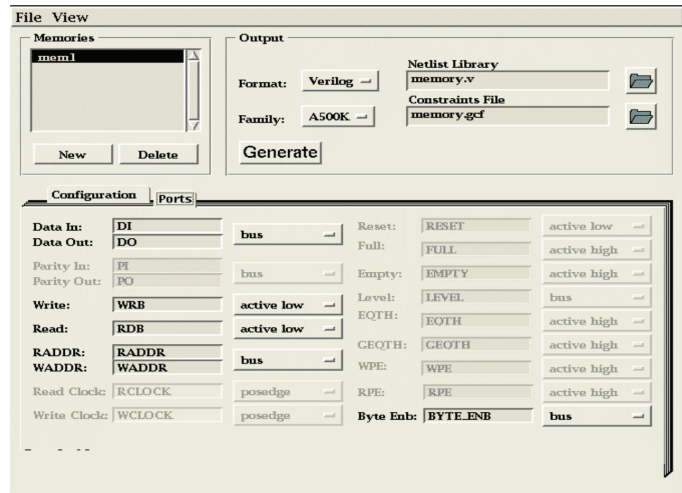 File View
Memories
mem1
New Delete
Output
Netlist Library
Format: Verilog memory.v
Constraints File
Family: A500K memory.gcf
Generate
Configuration Ports
Data In: DI bus
Data Out: DO
Parity In: PI bus
Parity Out: PO
Write: WRB active low
Read: RDB active low
RADDR: RADDR bus
WADDR: WADDR
Read Clock: RCLOCK posedge
Write Clock: WCLOCK posedge
Reset: RESET active low
Full: FULL active high
Empty: EMPTY active high
Level: LEVEL bus
EQTH: EQTH active high
GEQTH: GEQTH active high
WPE: WPE active high
RPE: RPE active high
Byte Enb: BYTE_ENB bus